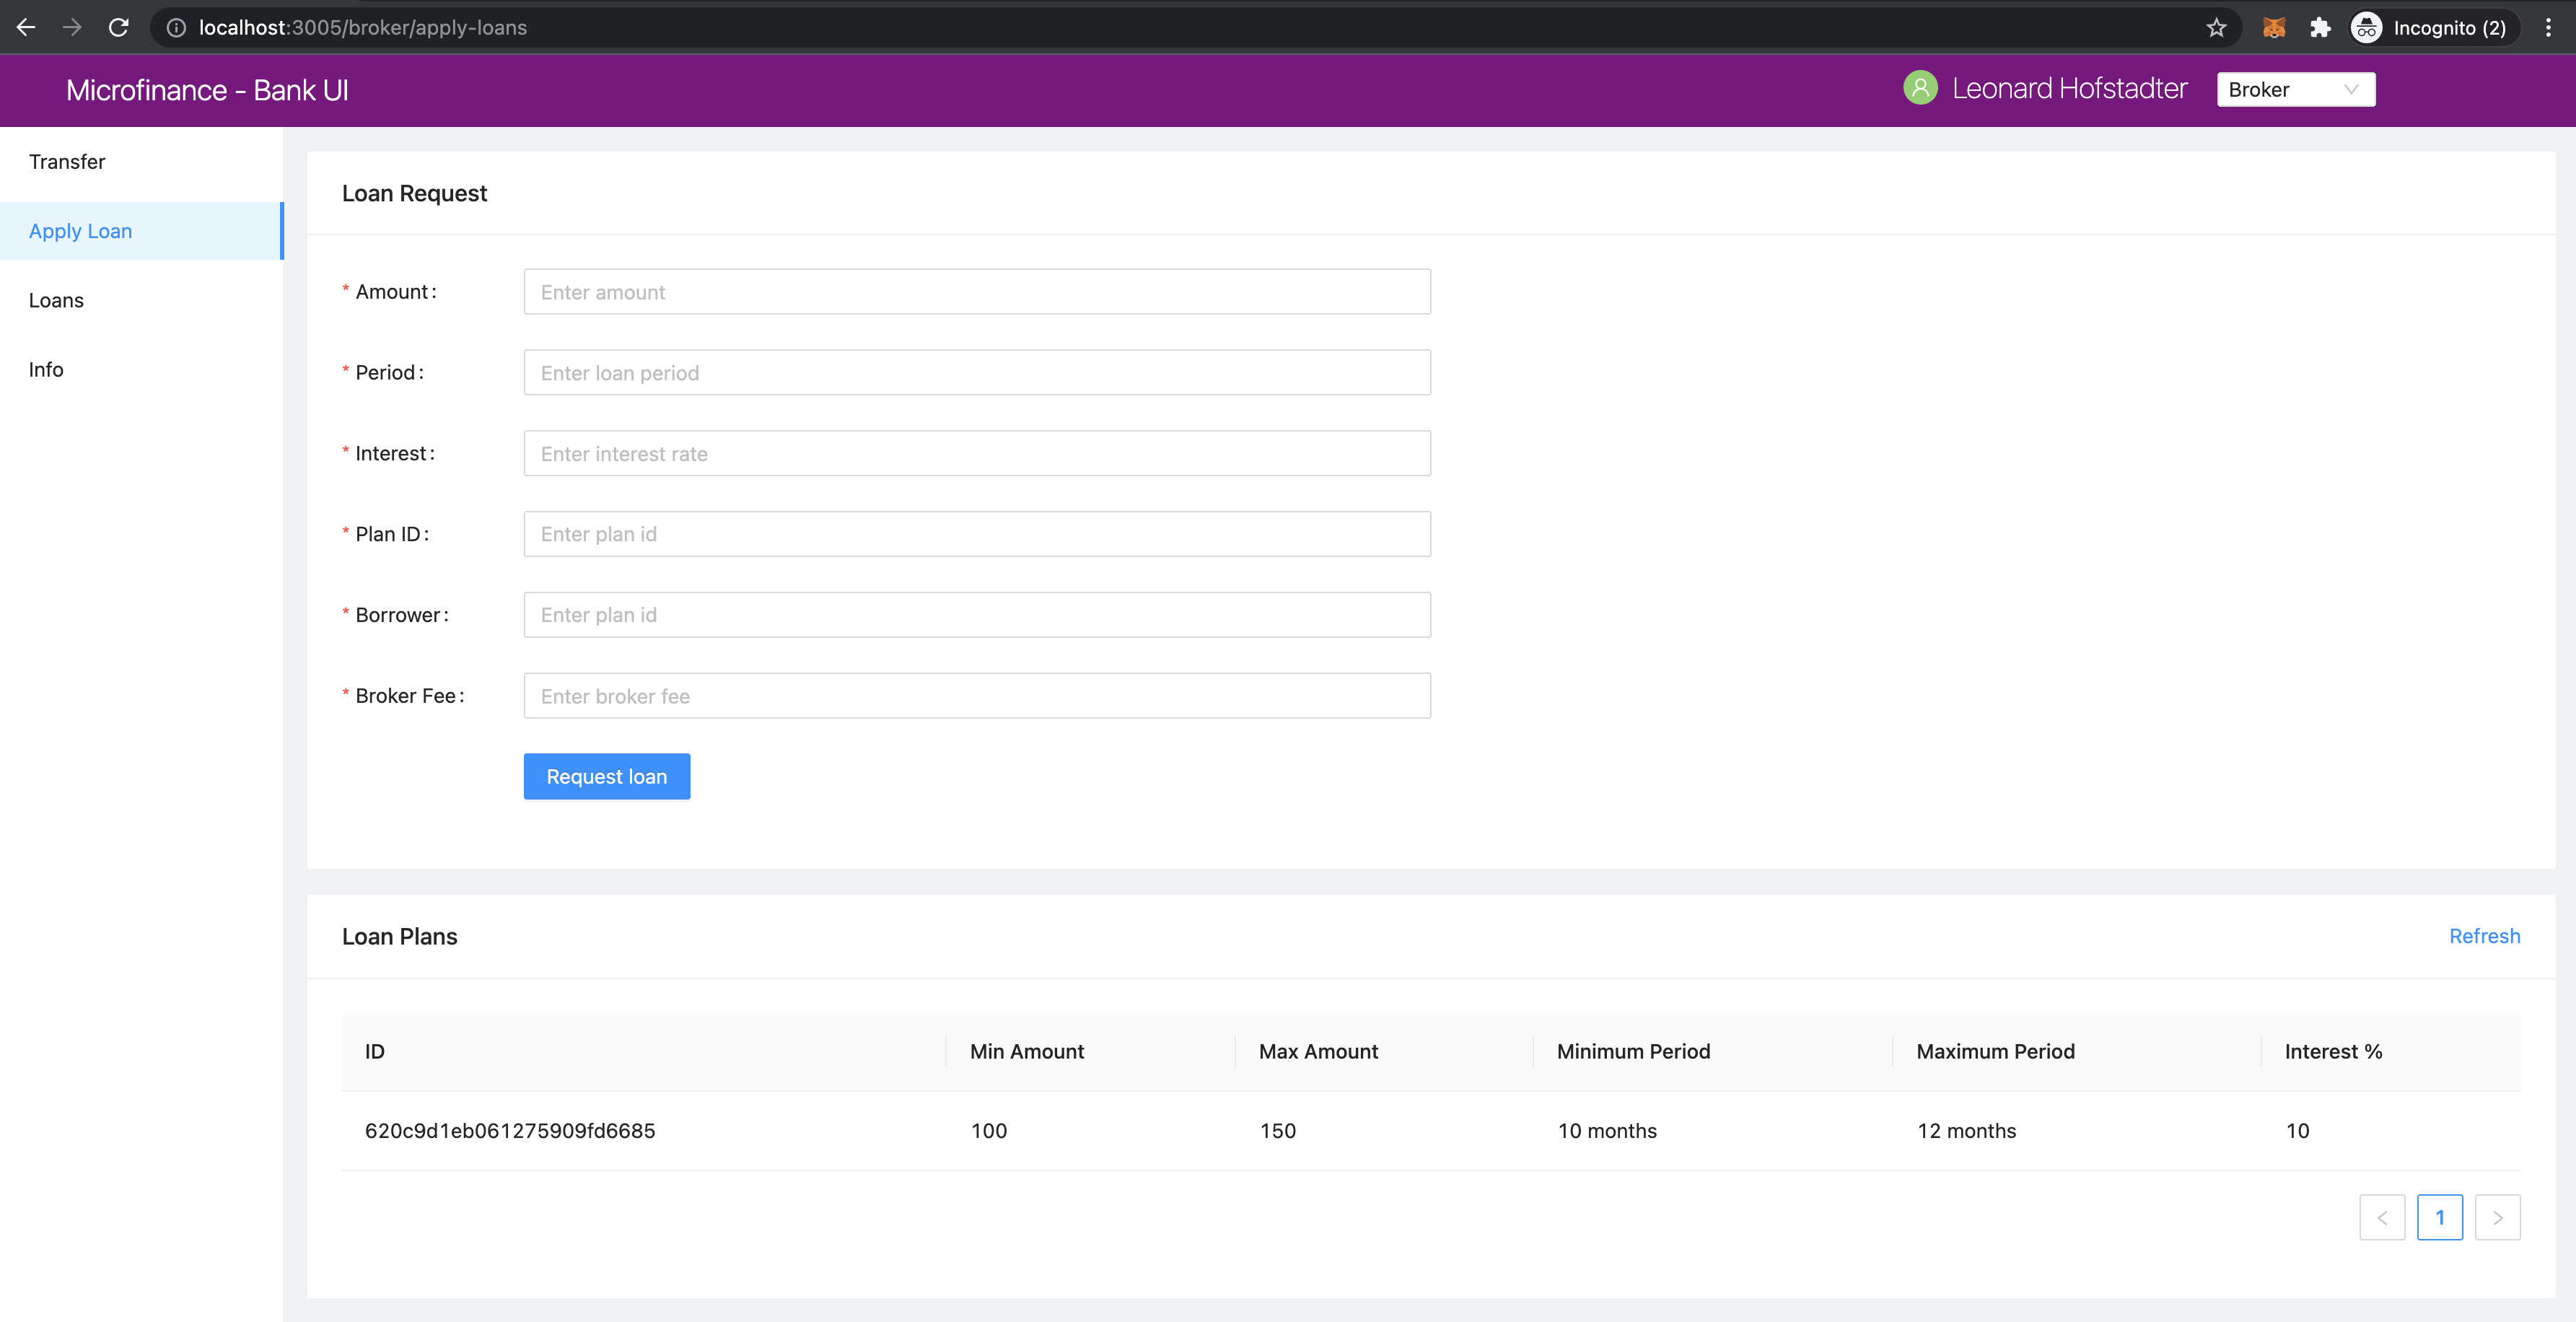 localhost:3005/broker/apply-loans
Incognito (2)
Microfinance - Bank UI
Leonard Hofstadter
Broker
Transfer
Apply Loan
Loans
Info
Loan Request
* Amount:
Enter amount
* Period:
Enter loan period
* Interest:
Enter interest rate
* Plan ID:
Enter plan id
* Borrower:
Enter plan id
* Broker Fee:
Enter broker fee
Request loan
Loan Plans
Refresh
ID Min Amount Max Amount Minimum Period Maximum Period Interest %
620c9d1eb061275909fd6685 100 150 10 months 12 months 10
< 1 >